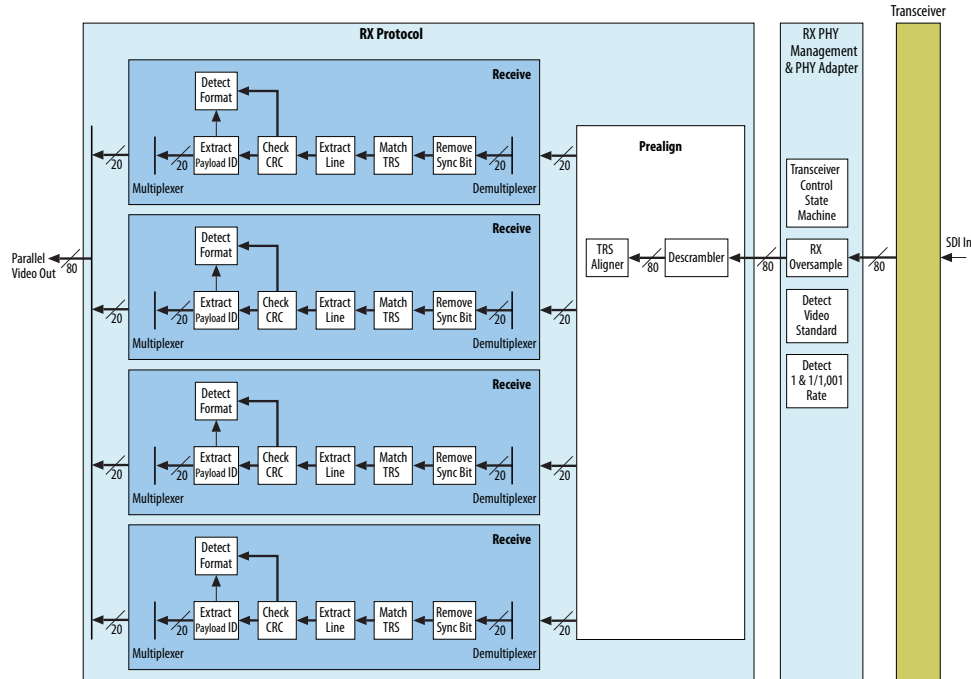 Transceiver
RX Protocol
RX PHY
Management
& PHY Adapter
Receive
Detect
Format
Prealign
20
20
Extract
Payload ID
Check
CRC
Extract
Line
Match
TRS
Remove
Sync Bit
20
20
Multiplexer
Demultiplexer
Transceiver
Control
State
Machine
Receive
Detect
Format
Parallel
Video Out
80
TRS
Aligner
80
Descrambler
80
RX
Oversample
80
SDI In
20
20
Extract
Payload ID
Check
CRC
Extract
Line
Match
TRS
Remove
Sync Bit
20
20
Multiplexer
Demultiplexer
Detect
Video
Standard
Detect
1 & 1/1,001
Rate
Receive
Detect
Format
20
20
Extract
Payload ID
Check
CRC
Extract
Line
Match
TRS
Remove
Sync Bit
20
20
Multiplexer
Demultiplexer
Receive
Detect
Format
20
20
Extract
Payload ID
Check
CRC
Extract
Line
Match
TRS
Remove
Sync Bit
20
20
Multiplexer
Demultiplexer